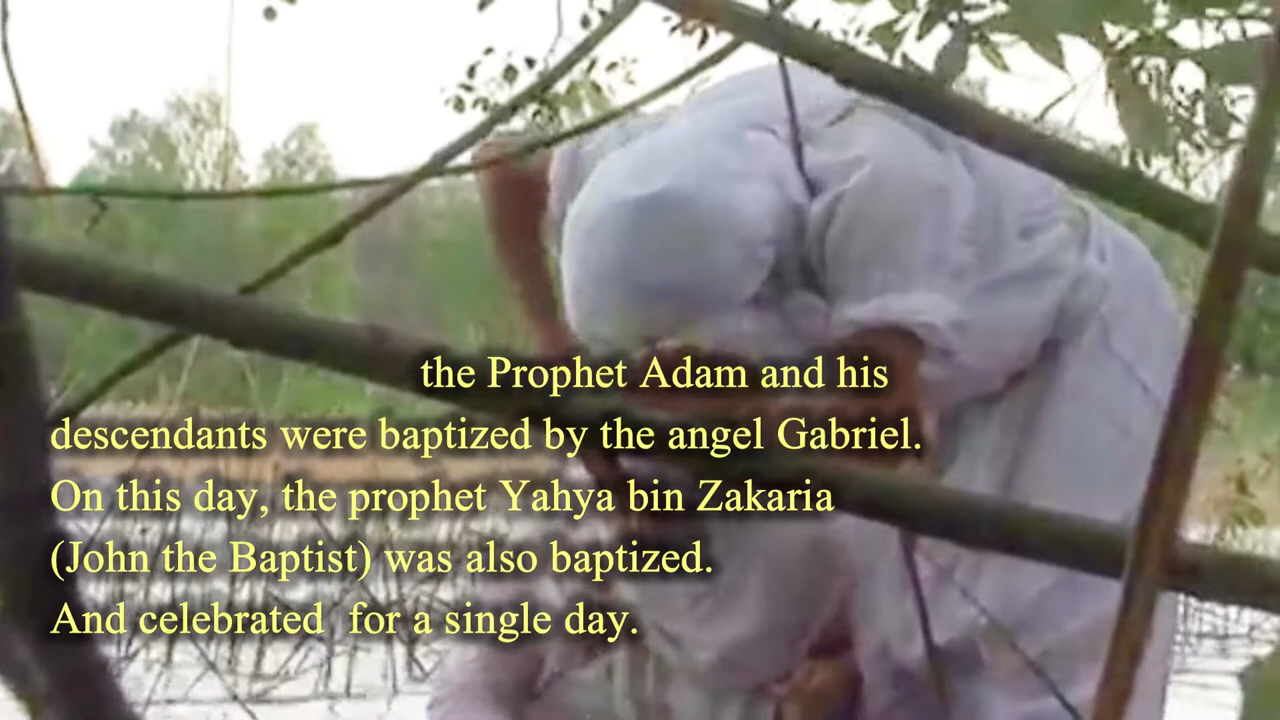 the Prophet Adam and his
descendants were baptized by the angel Gabriel.
On this day, the prophet Yahya bin Zakaria
(John the Baptist) was also baptized.
And celebrated  for a single day.